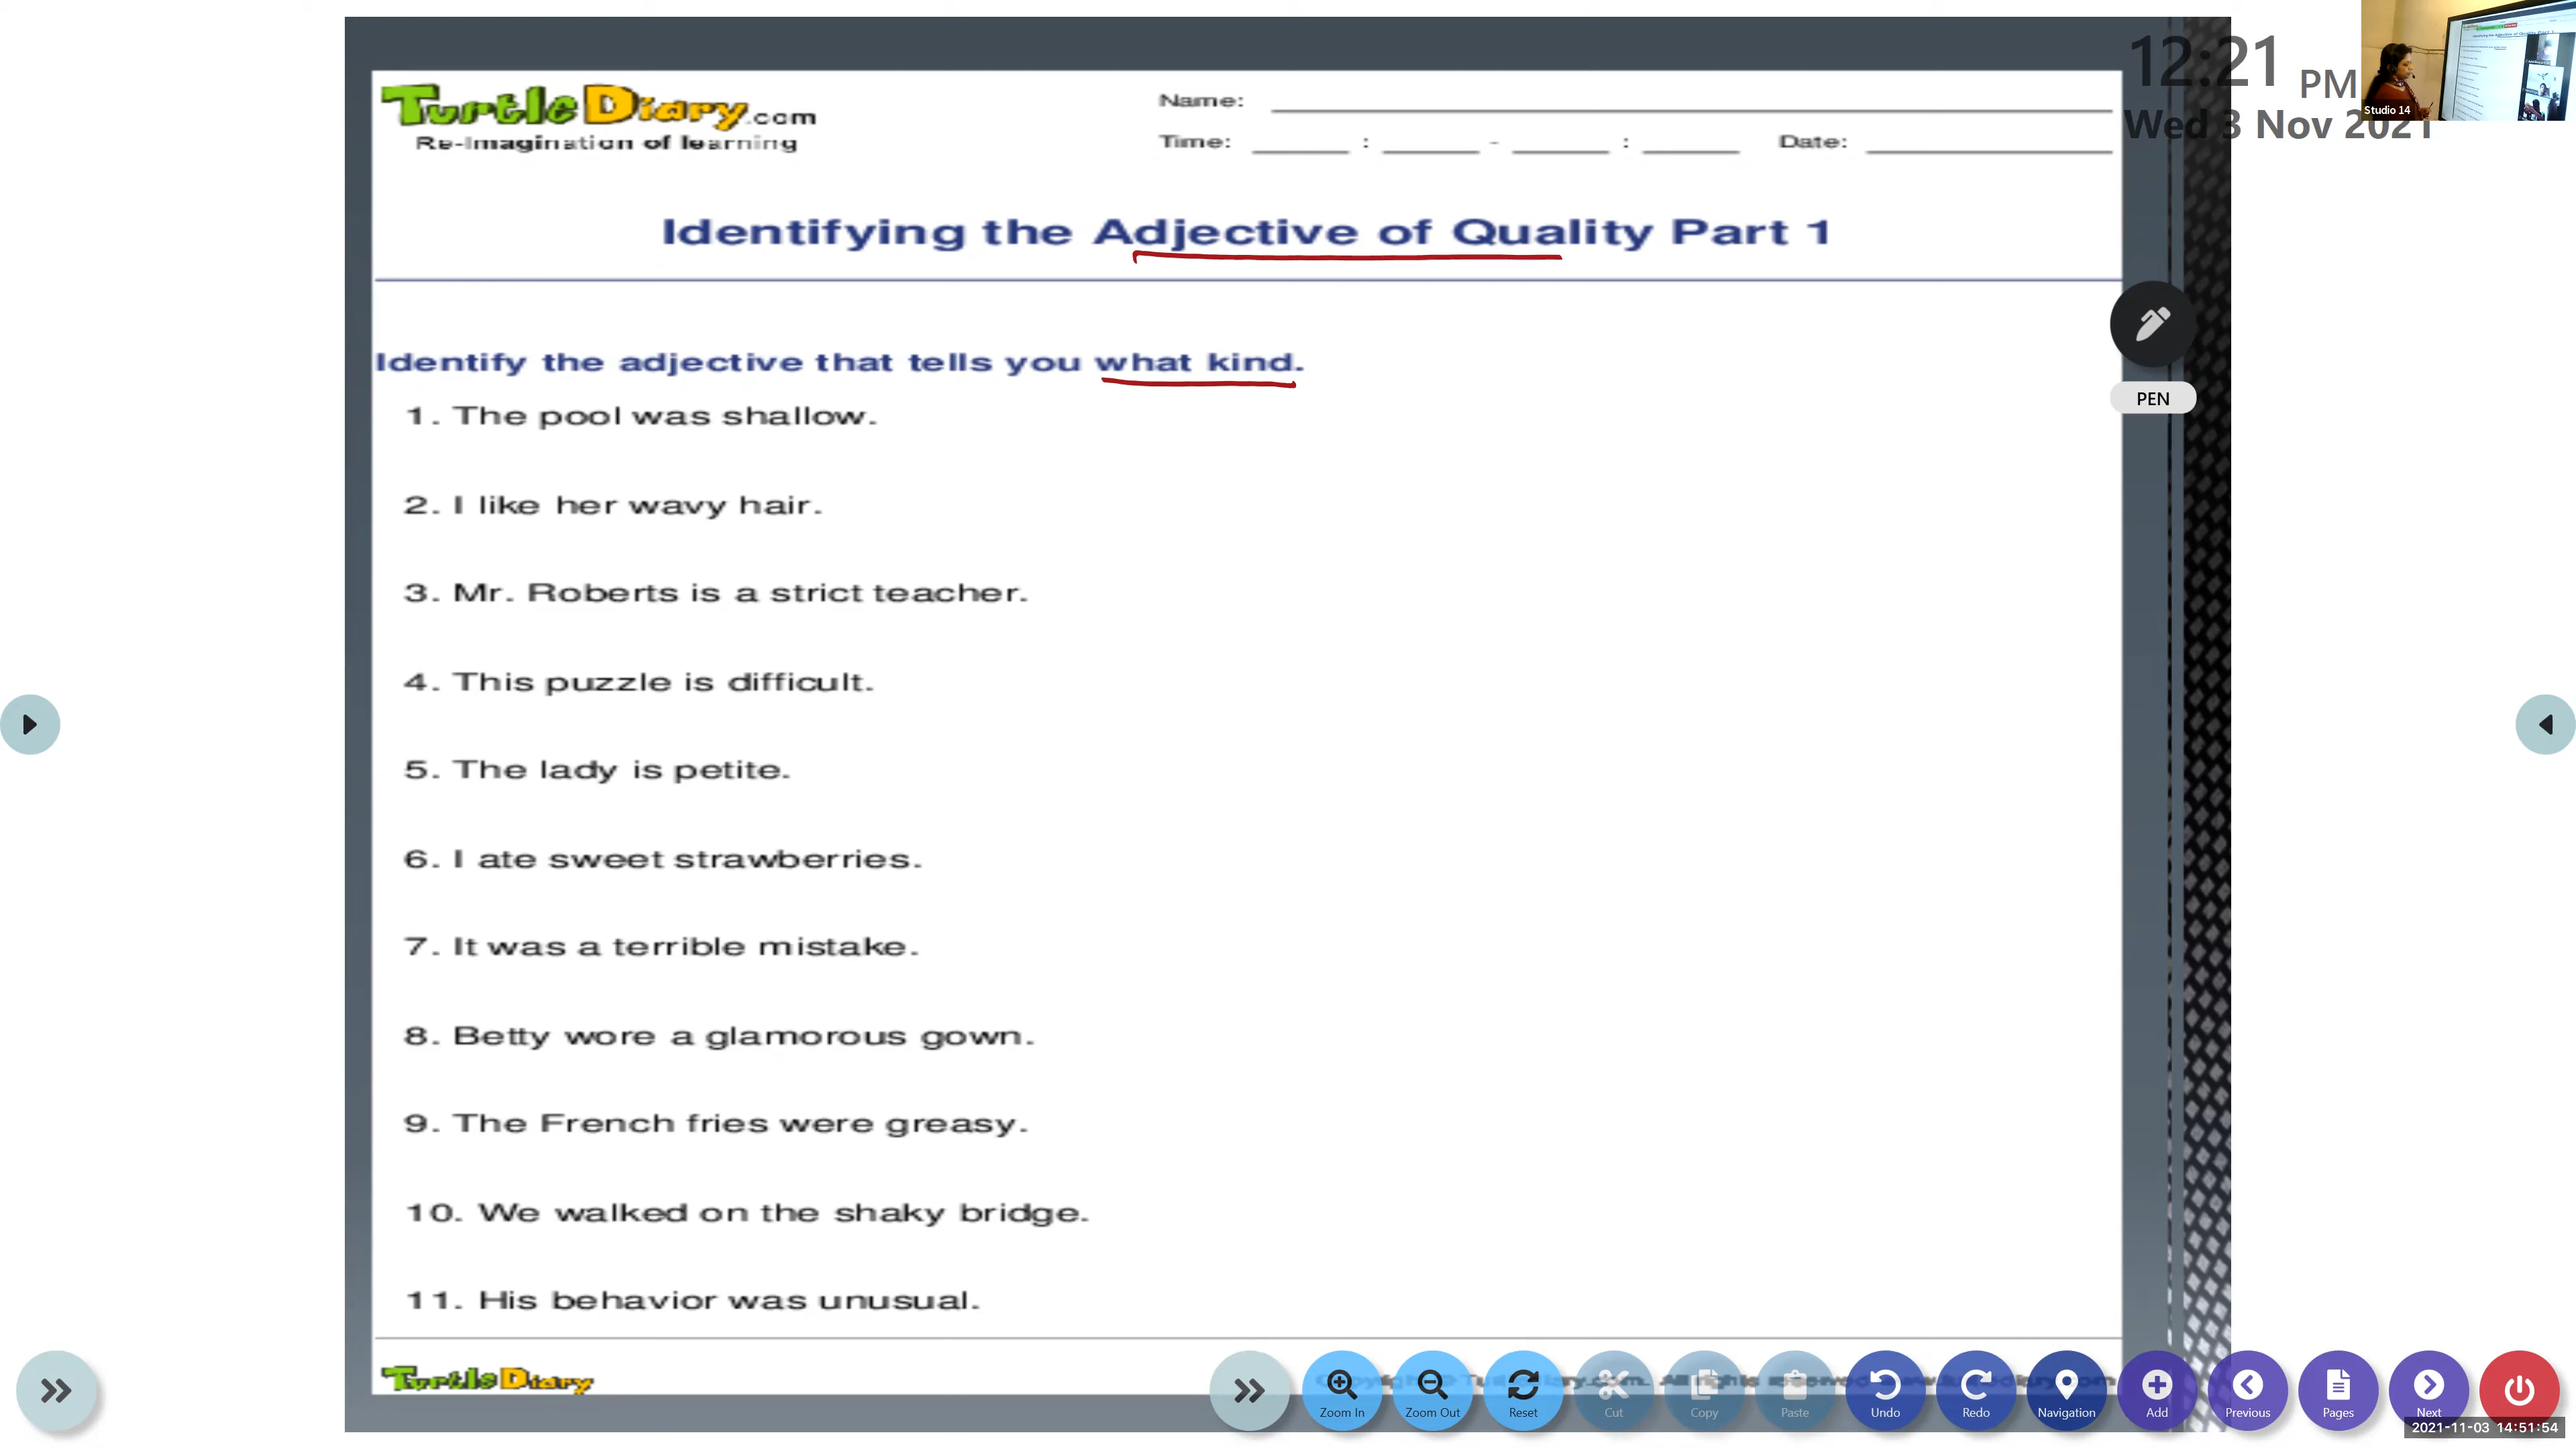 12:21 PM
Wed 3 Nov 2021
Studio 14
TurtleDiary.com
Re-Imagination of learning
Name:
Time: : - : Date:
Identifying the Adjective of Quality Part 1
Identify the adjective that tells you what kind.
1. The pool was shallow.
2. I like her wavy hair.
3. Mr. Roberts is a strict teacher.
4. This puzzle is difficult.
5. The lady is petite.
6. I ate sweet strawberries.
7. It was a terrible mistake.
8. Betty wore a glamorous gown.
9. The French fries were greasy.
10. We walked on the shaky bridge.
11. His behavior was unusual.
PEN
TurtleDiary
Zoom In Zoom Out Reset Cut Copy Paste Undo Redo Navigation Add Previous Pages Next
2021-11-03 14:51:54